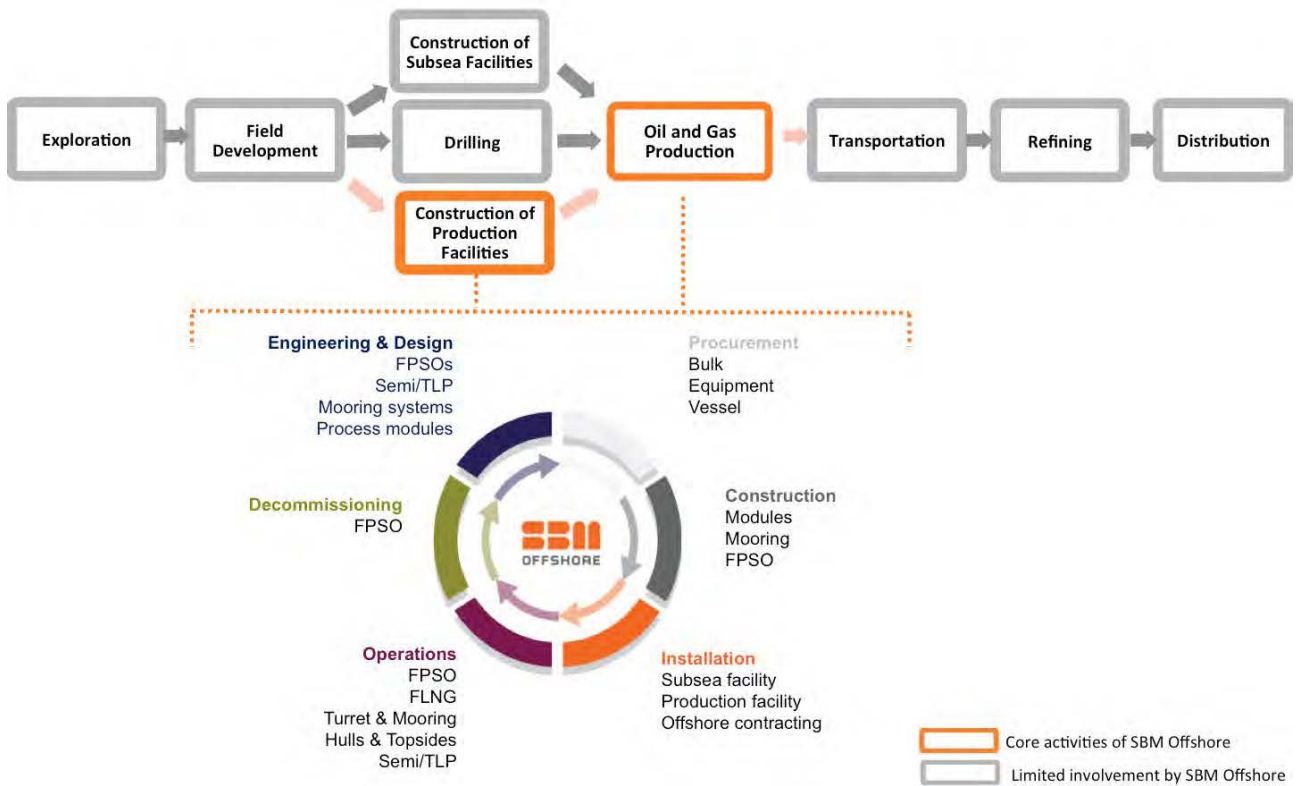 Construction of
Subsea Facilities
Exploration
Field
Development
Drilling
Oil and Gas
Production
Transportation
Refining
Distribution
Construction of
Production
Facilities
Engineering & Design
FPSOs
Semi/TLP
Mooring systems
Process modules
Procurement
Bulk
Equipment
Vessel
Decommissioning
FPSO
SBM
OFFSHORE
Construction
Modules
Mooring
FPSO
Operations
FPSO
FLNG
Turret & Mooring
Hulls & Topsides
Semi/TLP
Installation
Subsea facility
Production facility
Offshore contracting
Core activities of SBM Offshore
Limited involvement by SBM Offshore